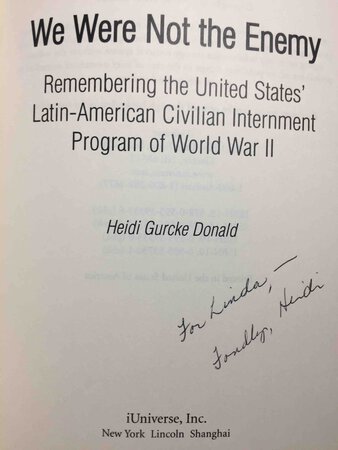 We Were Not the Enemy
Remembering the United States'
Latin-American Civilian Internment
Program of World War II
Heidi Gurcke Donald
For Linda, —
Fondly, Heidi
iUniverse, Inc.
New York Lincoln Shanghai